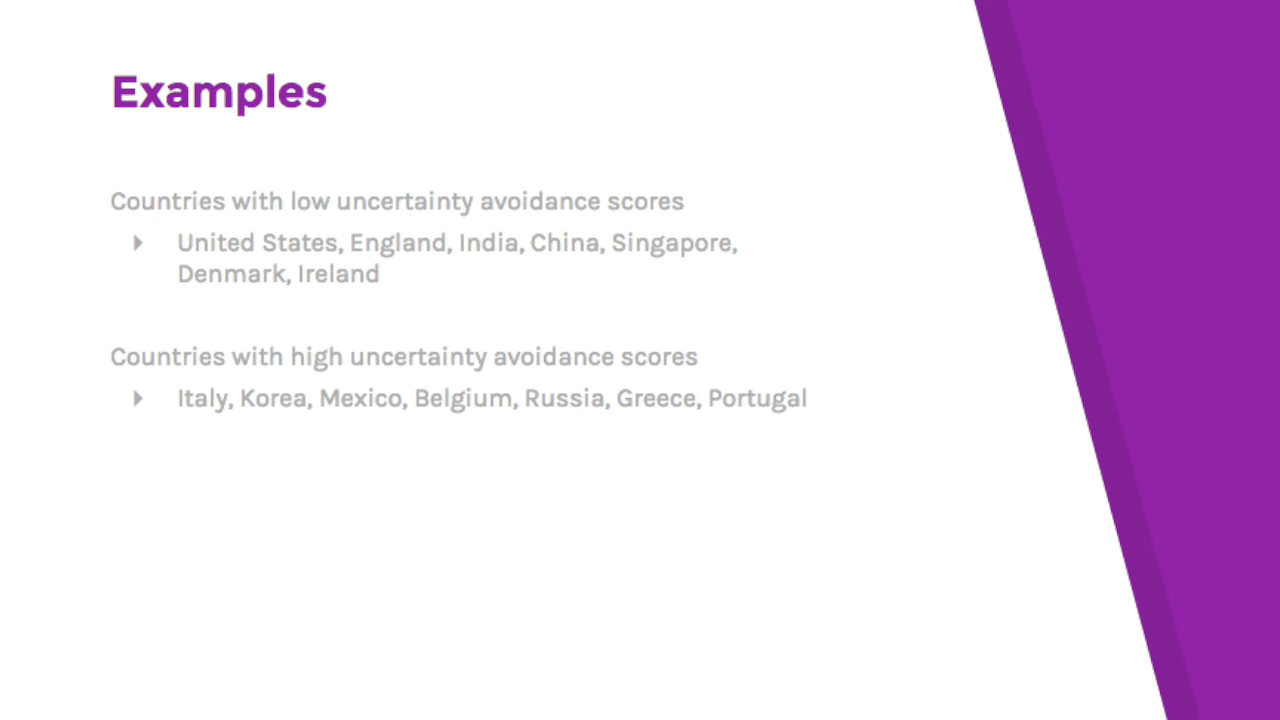 Examples
Countries with low uncertainty avoidance scores
United States, England, India, China, Singapore,
Denmark, Ireland
Countries with high uncertainty avoidance scores
Italy, Korea, Mexico, Belgium, Russia, Greece, Portugal